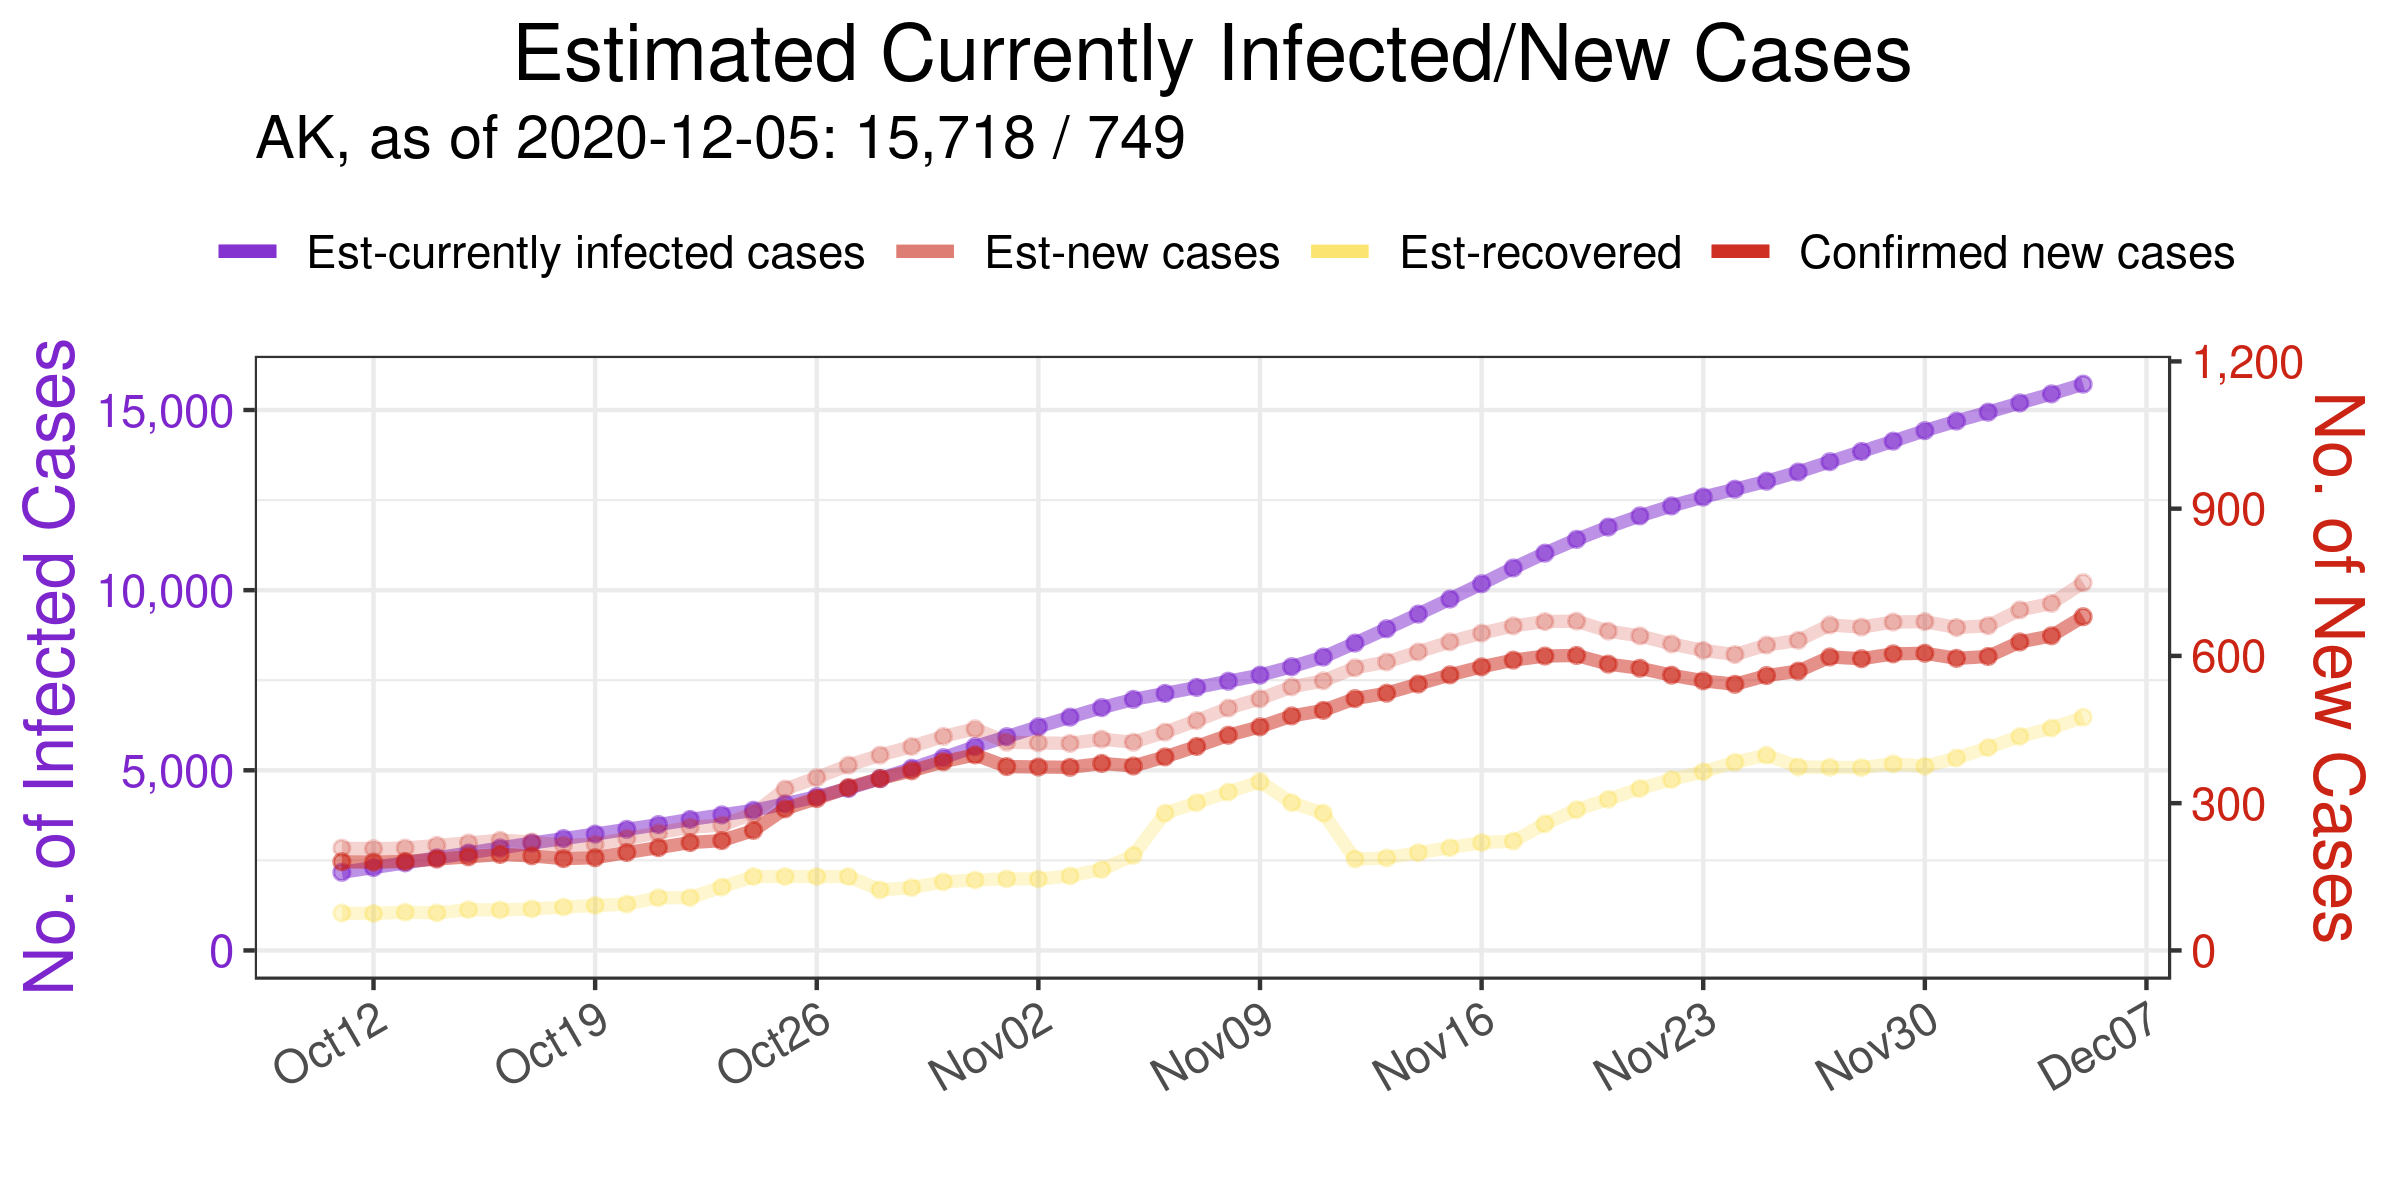 Estimated Currently Infected/New Cases
AK, as of 2020-12-05: 15,718 / 749
Est-currently infected cases Est-new cases Est-recovered Confirmed new cases
No. of Infected Cases
15,000
10,000
5,000
0
1,200
900
600
300
0
No. of New Cases
Oct12 Oct19 Oct26 Nov02 Nov09 Nov16 Nov23 Nov30 Dec07